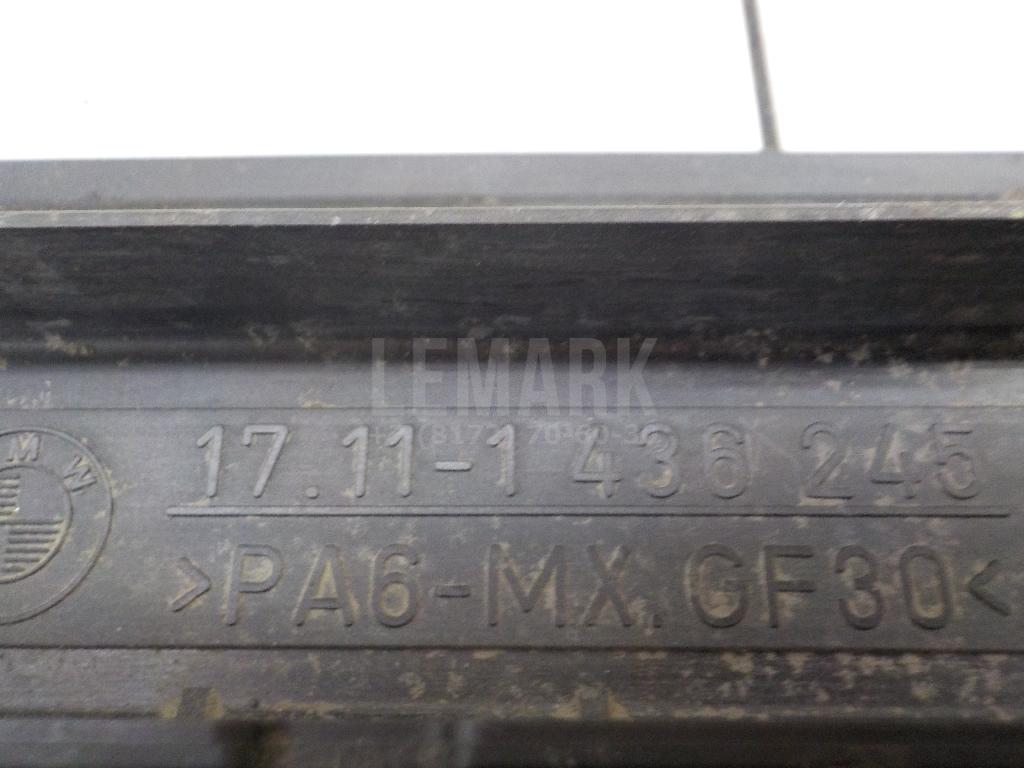 LEMARK
BMW
17.11-1 436 245
>PA6-MX.GF30<